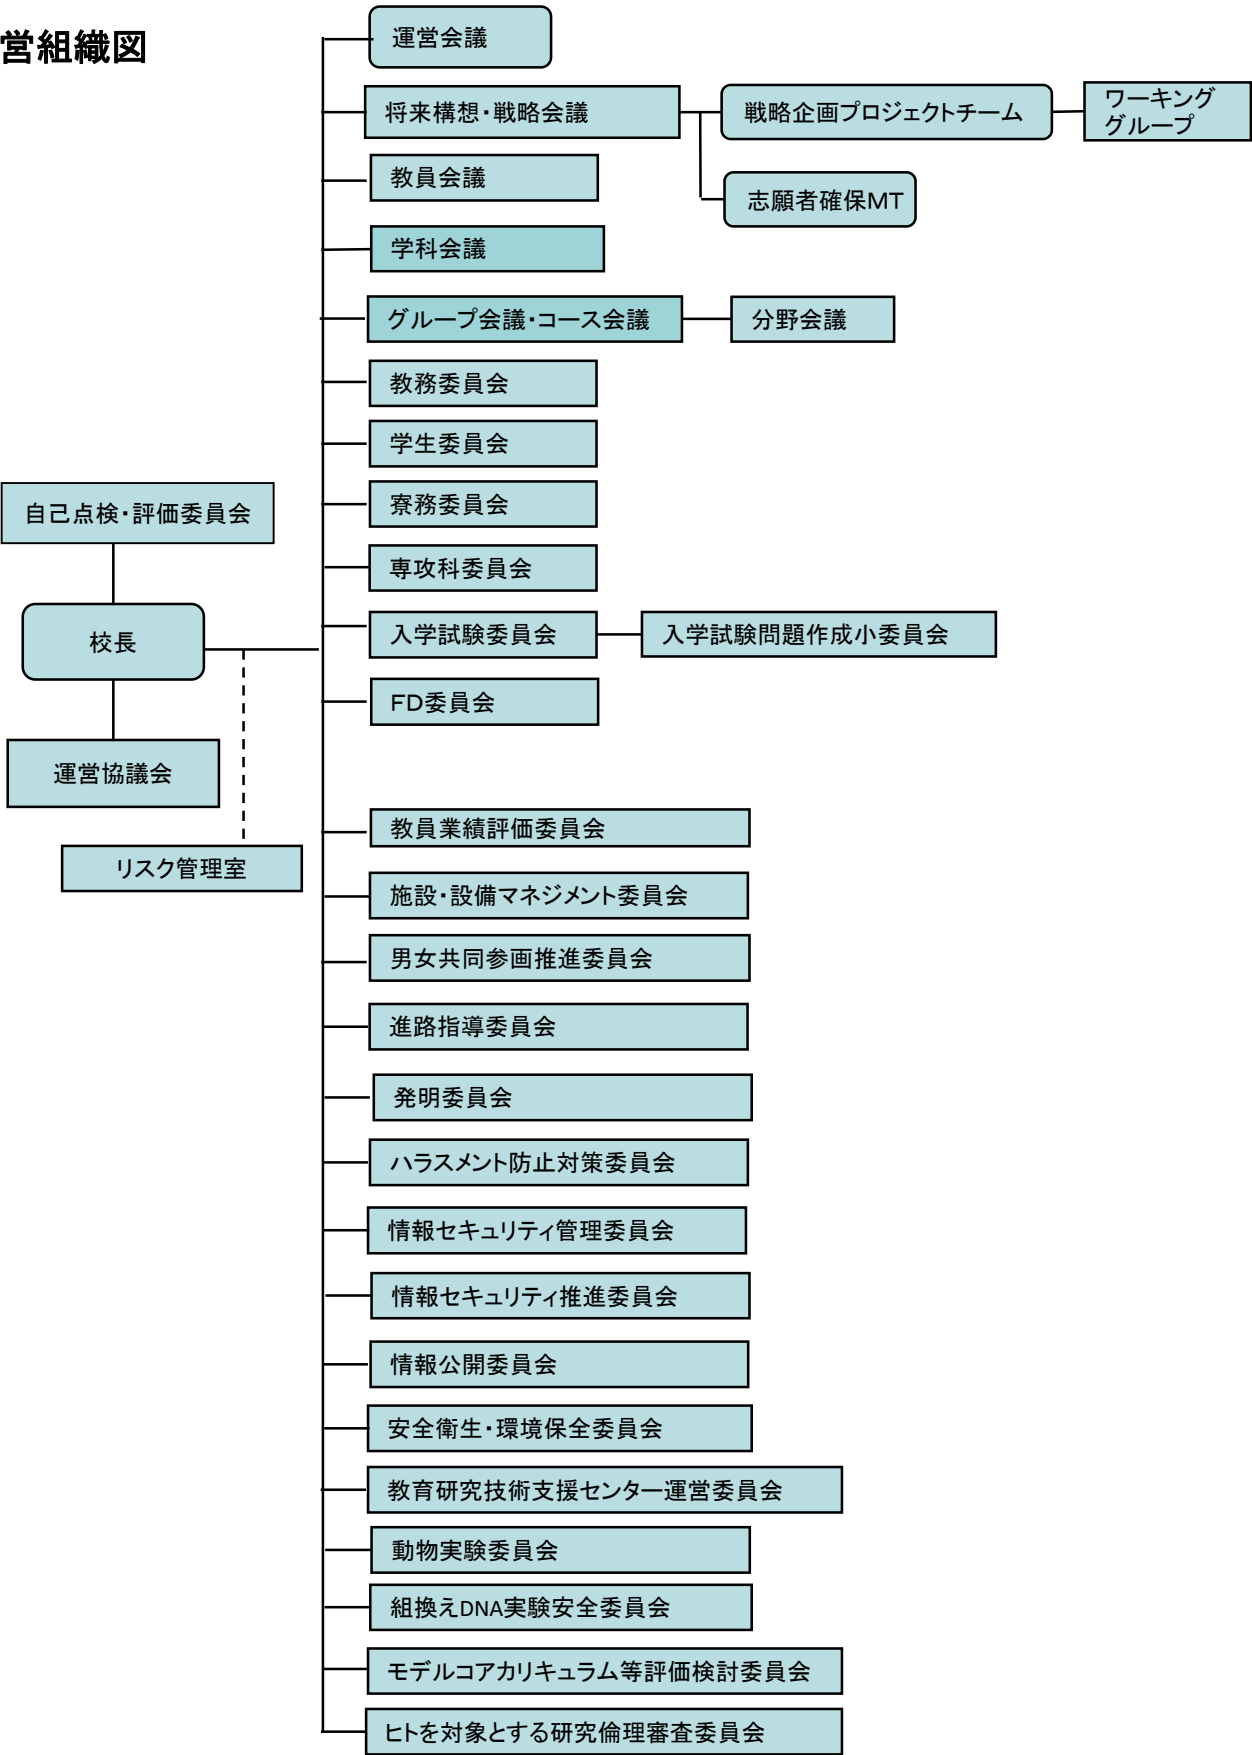 営組織図
運営会議
将来構想・戦略会議
戦略企画プロジェクトチーム
ワーキング
グループ
教員会議
志願者確保MT
学科会議
グループ会議・コース会議
分野会議
教務委員会
学生委員会
寮務委員会
自己点検・評価委員会
専攻科委員会
校長
入学試験委員会
入学試験問題作成小委員会
FD委員会
運営協議会
教員業績評価委員会
リスク管理室
施設・設備マネジメント委員会
男女共同参画推進委員会
進路指導委員会
発明委員会
ハラスメント防止対策委員会
情報セキュリティ管理委員会
情報セキュリティ推進委員会
情報公開委員会
安全衛生・環境保全委員会
教育研究技術支援センター運営委員会
動物実験委員会
組換えDNA実験安全委員会
モデルコアカリキュラム等評価検討委員会
ヒトを対象とする研究倫理審査委員会